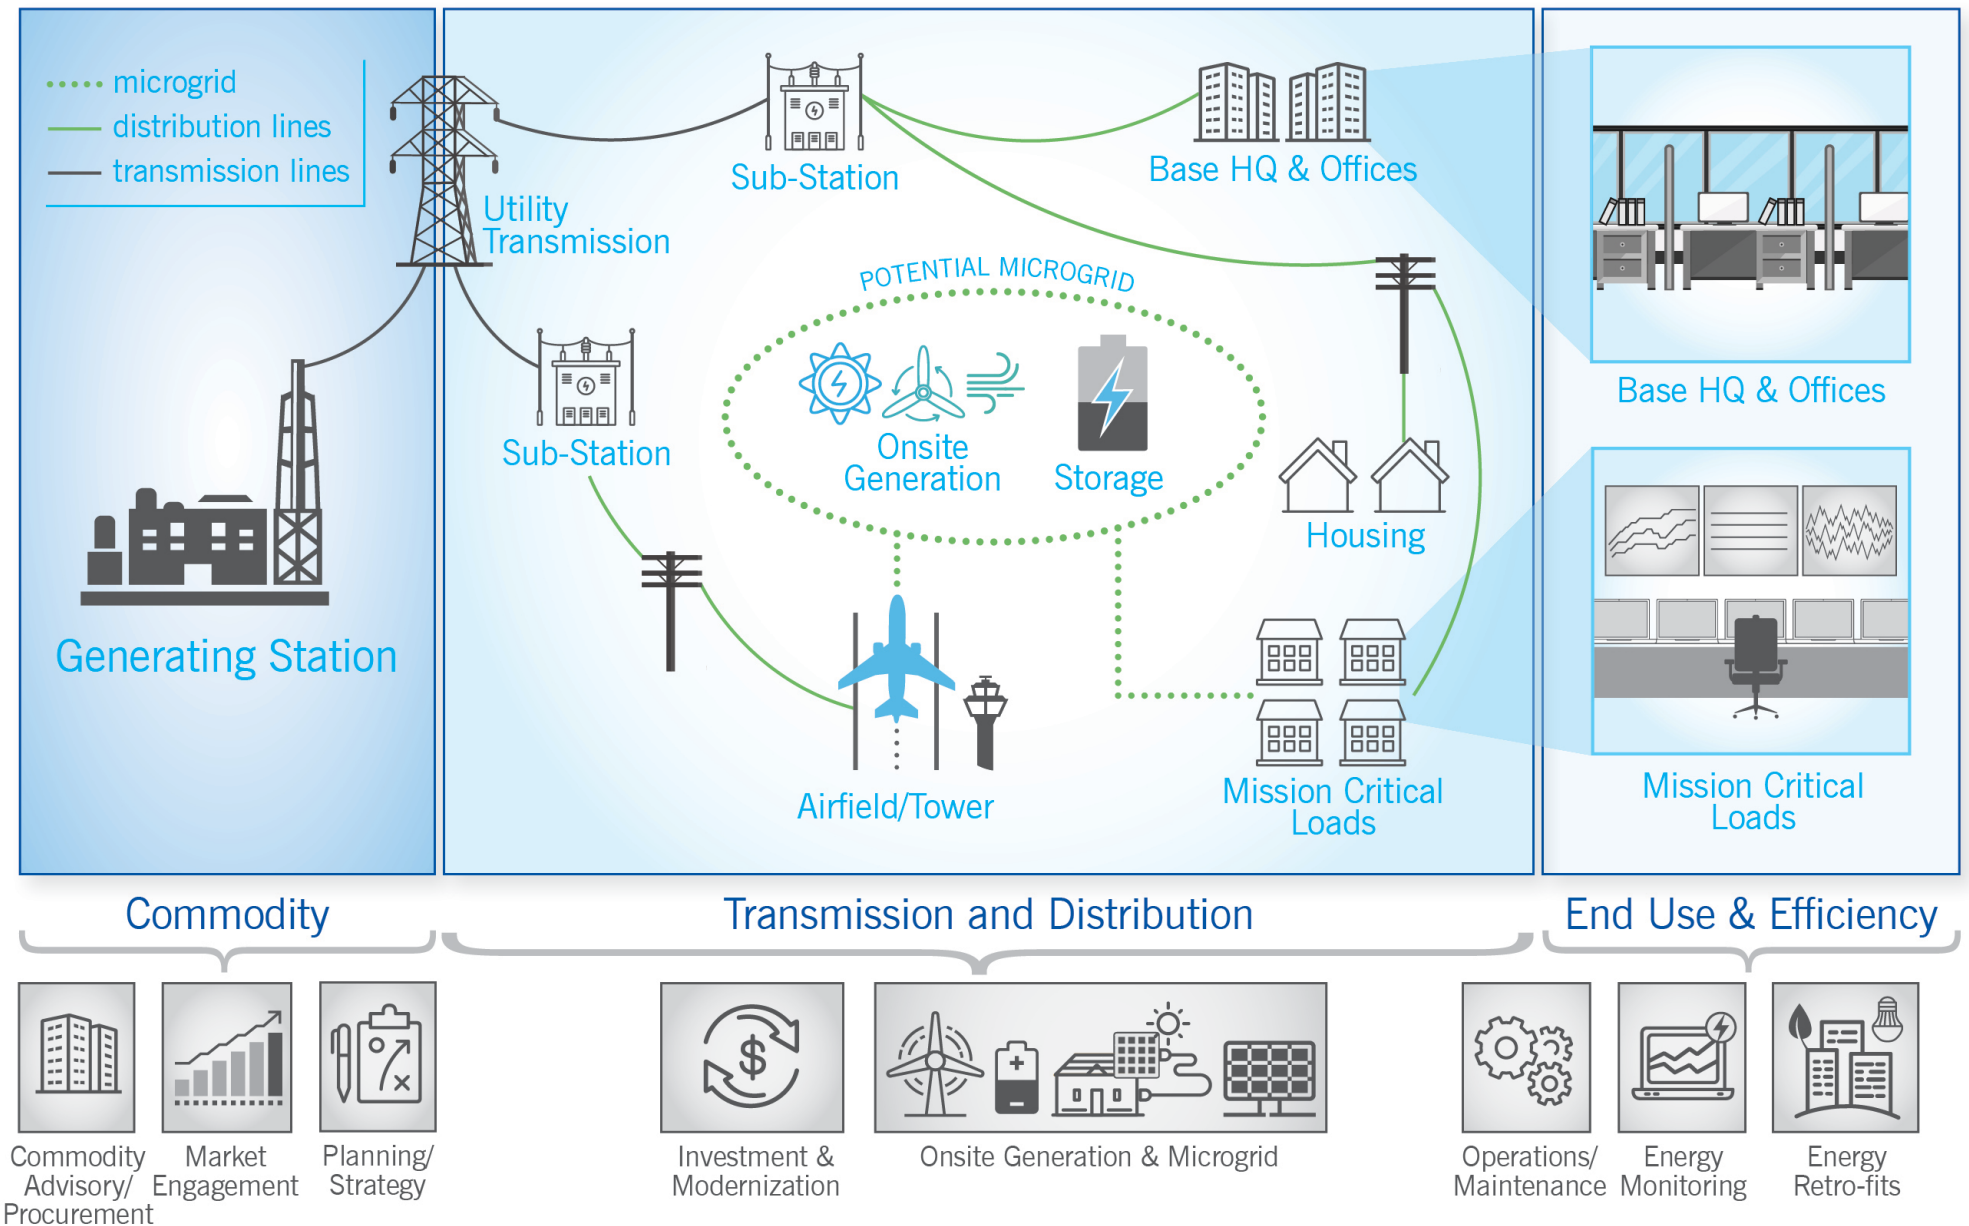 microgrid
distribution lines
transmission lines
Utility
Transmission
Sub-Station
Base HQ & Offices
POTENTIAL MICROGRID
Sub-Station
Onsite
Generation
Storage
Housing
Generating Station
Airfield/Tower
Mission Critical
Loads
Base HQ & Offices
Mission Critical
Loads
Commodity
Transmission and Distribution
End Use & Efficiency
$
Commodity
Advisory/
Procurement
Market
Engagement
Planning/
Strategy
Investment &
Modernization
Onsite Generation & Microgrid
Operations/
Maintenance
Energy
Monitoring
Energy
Retro-fits